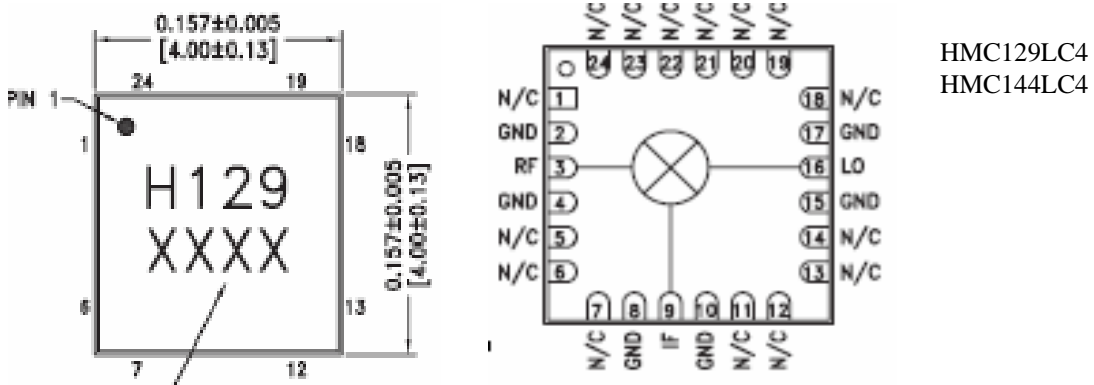 0.157±0.005
[4.00±0.13]
24 19
PIN 1
1 18
H129
XXXX
0.157±0.005
[4.00±0.13]
6 13
7 12
N/C N/C N/C N/C N/C N/C
24 23 22 21 20 19
N/C 1 18 N/C
GND 2 17 GND
RF 3 16 LO
GND 4 15 GND
N/C 5 14 N/C
N/C 6 13 N/C
7 8 9 10 11 12
N/C GND IF GND N/C N/C
HMC129LC4
HMC144LC4